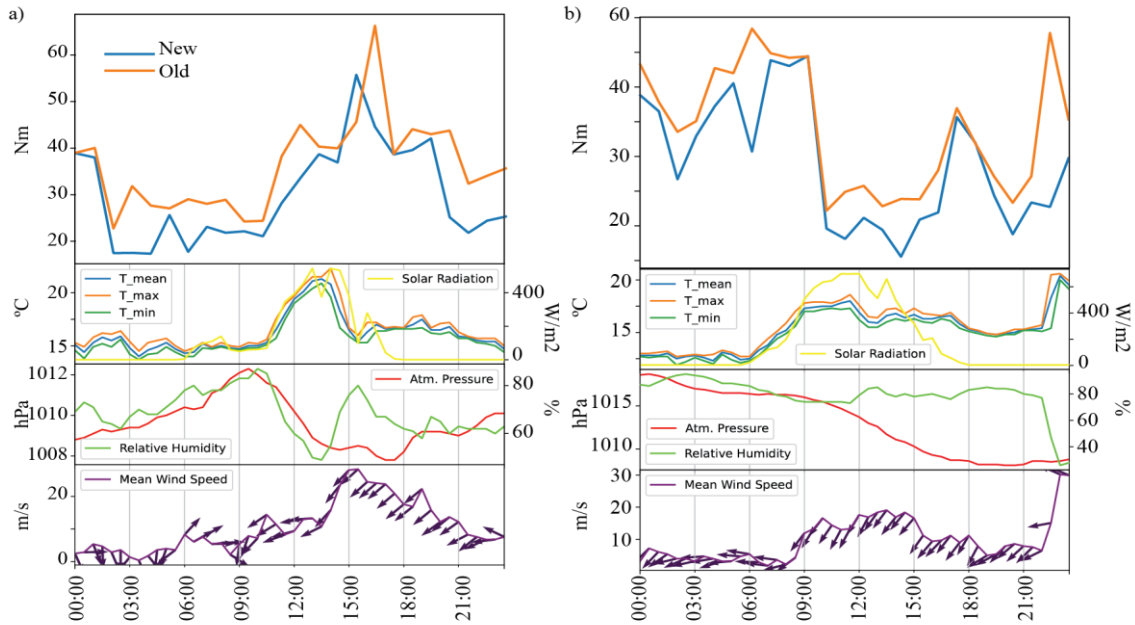 a)
New
Old
60
50
40
30
20
Nm
T_mean
T_max
T_min
Solar Radiation
20
15
ºC
400
200
0
W/m2
1012
1010
1008
hPa
Atm. Pressure
Relative Humidity
80
60
%
Mean Wind Speed
20
0
m/s
00:00
03:00
06:00
09:00
12:00
15:00
18:00
21:00
b)
60
50
40
30
20
Nm
T_mean
T_max
T_min
Solar Radiation
20
15
ºC
400
200
0
W/m2
1015
1010
hPa
Atm. Pressure
Relative Humidity
80
60
40
%
Mean Wind Speed
30
20
10
m/s
00:00
03:00
06:00
09:00
12:00
15:00
18:00
21:00